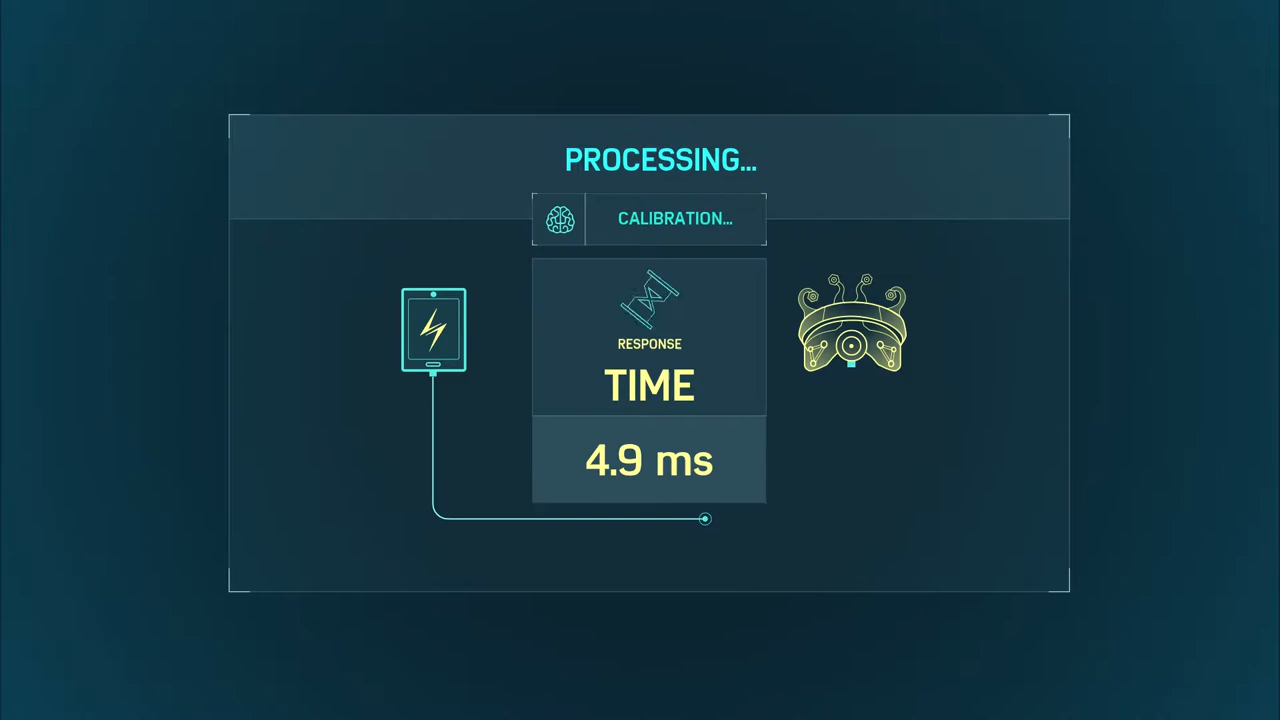 PROCESSING...
CALIBRATION...
RESPONSE
TIME
4.9 ms